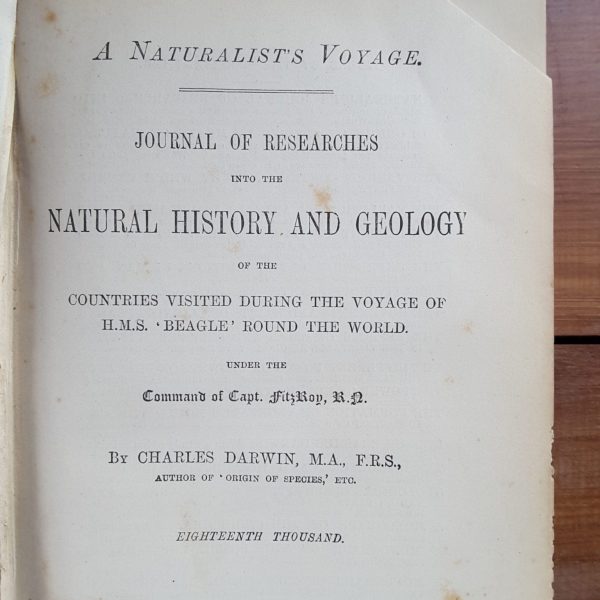 A NATURALIST'S VOYAGE.
JOURNAL OF RESEARCHES
INTO THE
NATURAL HISTORY AND GEOLOGY
OF THE
COUNTRIES VISITED DURING THE VOYAGE OF
H.M.S. ‘BEAGLE’ ROUND THE WORLD.
UNDER THE
Command of Capt. FitzRoy, R.N.
BY CHARLES DARWIN, M.A., F.R.S.,
AUTHOR OF ‘ORIGIN OF SPECIES,’ ETC.
EIGHTEENTH THOUSAND.